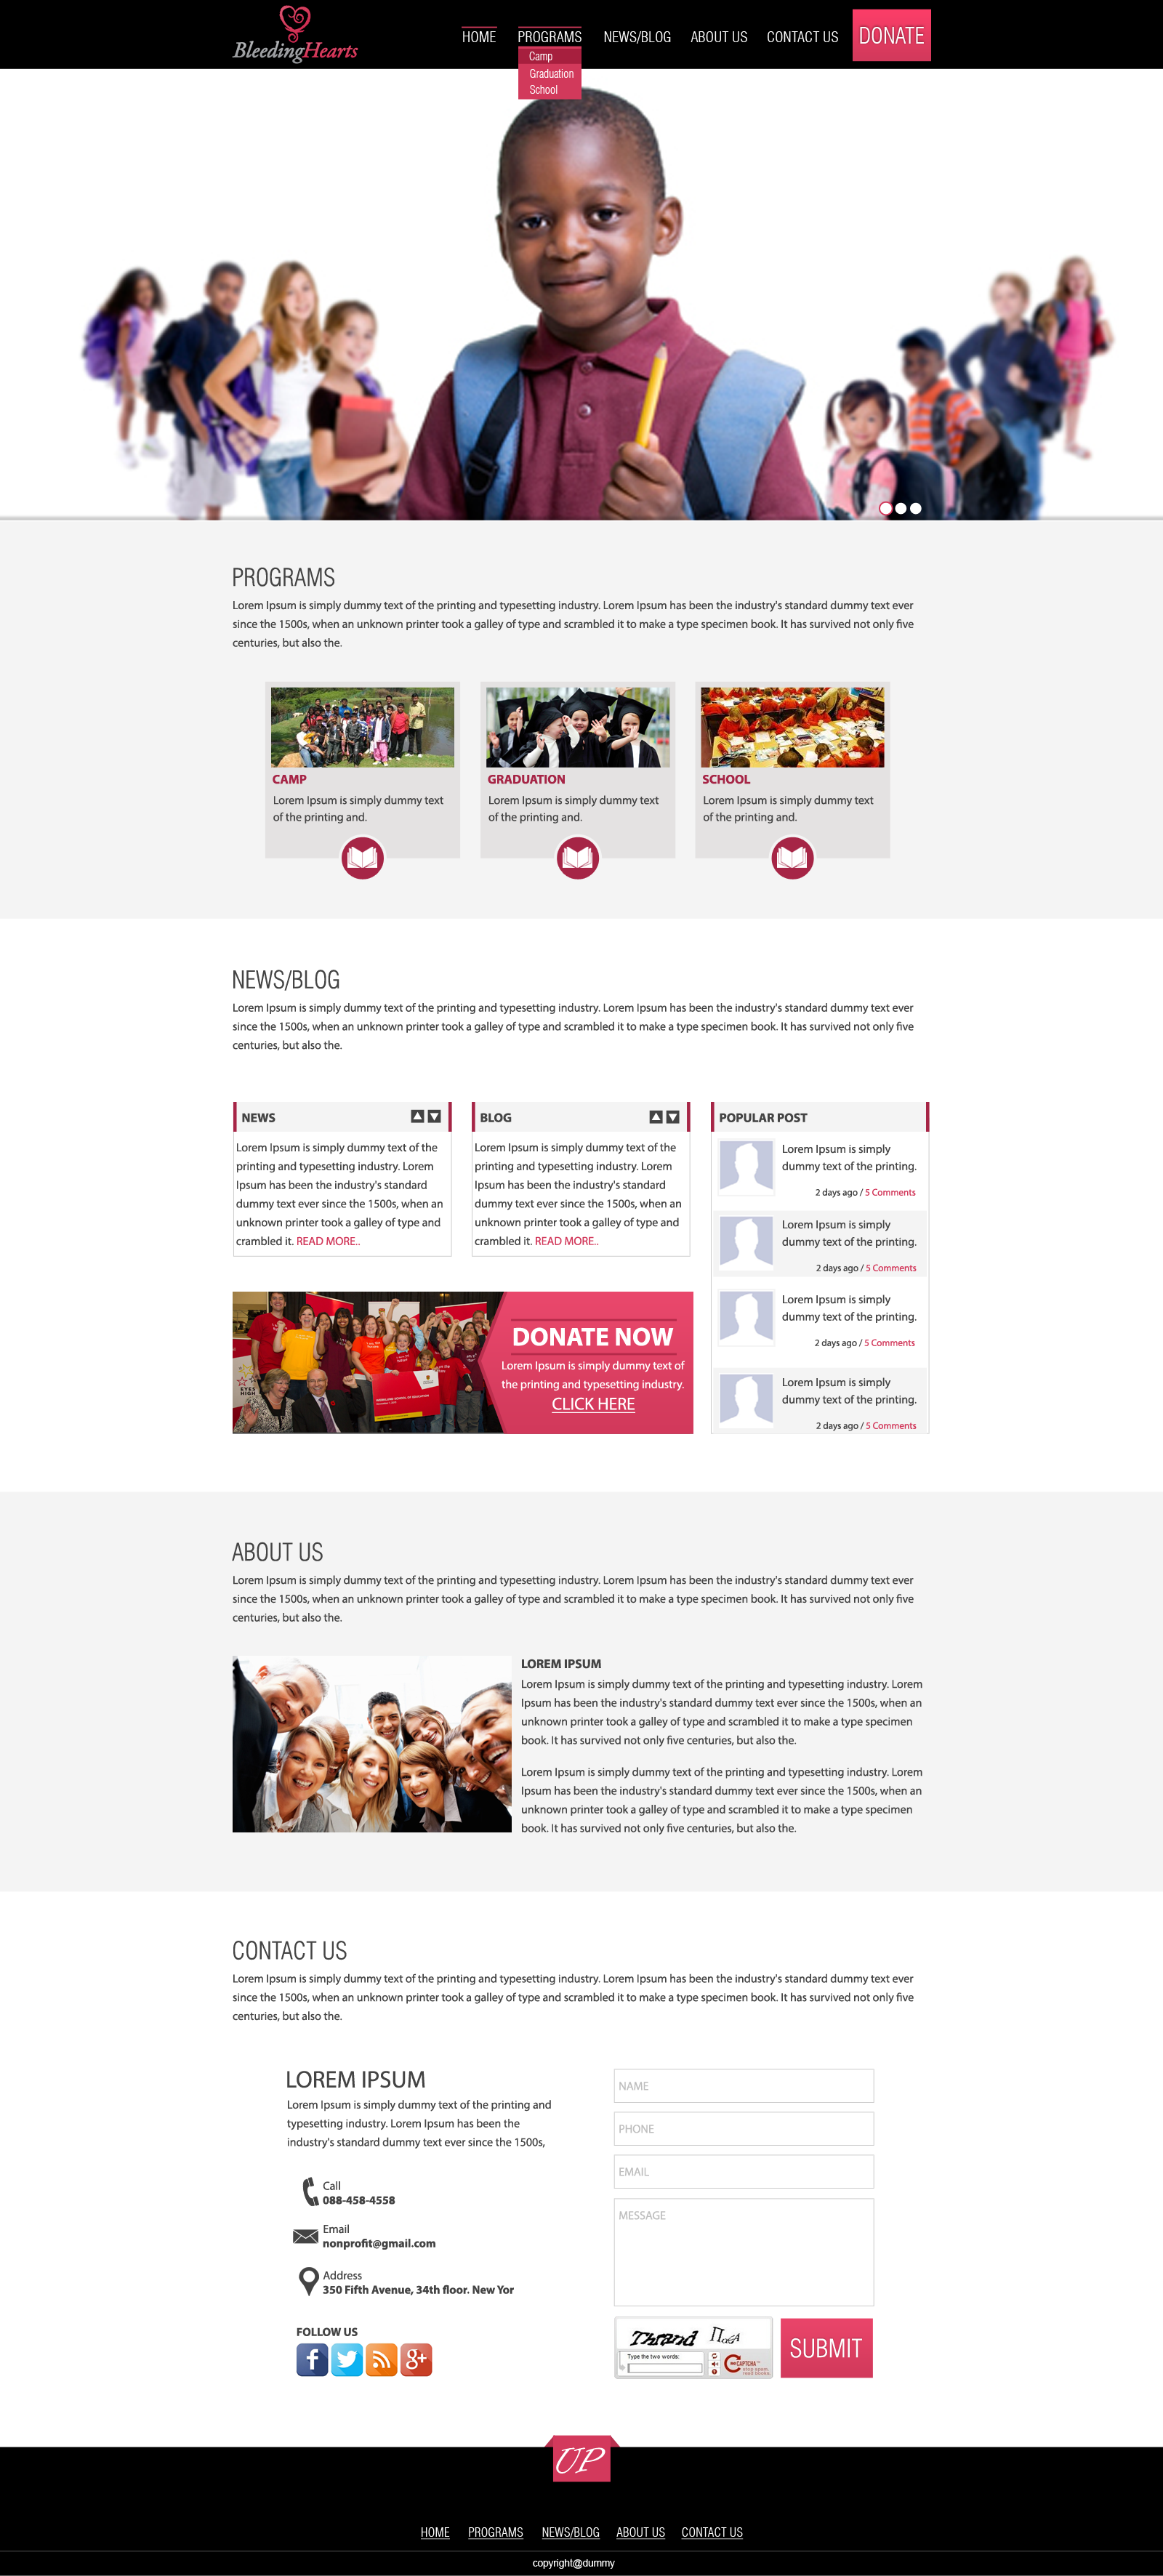 BleedingHearts
HOME PROGRAMS NEWS/BLOG ABOUT US CONTACT US DONATE
Camp
Graduation
School
PROGRAMS
Lorem Ipsum is simply dummy text of the printing and typesetting industry. Lorem Ipsum has been the industry's standard dummy text ever
since the 1500s, when an unknown printer took a galley of type and scrambled it to make a type specimen book. It has survived not only five
centuries, but also the.
CAMP
Lorem Ipsum is simply dummy text
of the printing and.
GRADUATION
Lorem Ipsum is simply dummy text
of the printing and.
SCHOOL
Lorem Ipsum is simply dummy text
of the printing and.
NEWS/BLOG
Lorem Ipsum is simply dummy text of the printing and typesetting industry. Lorem Ipsum has been the industry's standard dummy text ever
since the 1500s, when an unknown printer took a galley of type and scrambled it to make a type specimen book. It has survived not only five
centuries, but also the.
NEWS
Lorem Ipsum is simply dummy text of the
printing and typesetting industry. Lorem
Ipsum has been the industry's standard
dummy text ever since the 1500s, when an
unknown printer took a galley of type and
crambled it. READ MORE..
BLOG
Lorem Ipsum is simply dummy text of the
printing and typesetting industry. Lorem
Ipsum has been the industry's standard
dummy text ever since the 1500s, when an
unknown printer took a galley of type and
crambled it. READ MORE..
POPULAR POST
Lorem Ipsum is simply
dummy text of the printing.
2 days ago / 5 Comments
Lorem Ipsum is simply
dummy text of the printing.
2 days ago / 5 Comments
Lorem Ipsum is simply
dummy text of the printing.
2 days ago / 5 Comments
Lorem Ipsum is simply
dummy text of the printing.
2 days ago / 5 Comments
EYES
HIGH
DONATE NOW
Lorem Ipsum is simply dummy text of
the printing and typesetting industry.
CLICK HERE
ABOUT US
Lorem Ipsum is simply dummy text of the printing and typesetting industry. Lorem Ipsum has been the industry's standard dummy text ever
since the 1500s, when an unknown printer took a galley of type and scrambled it to make a type specimen book. It has survived not only five
centuries, but also the.
LOREM IPSUM
Lorem Ipsum is simply dummy text of the printing and typesetting industry. Lorem
Ipsum has been the industry's standard dummy text ever since the 1500s, when an
unknown printer took a galley of type and scrambled it to make a type specimen
book. It has survived not only five centuries, but also the.
Lorem Ipsum is simply dummy text of the printing and typesetting industry. Lorem
Ipsum has been the industry's standard dummy text ever since the 1500s, when an
unknown printer took a galley of type and scrambled it to make a type specimen
book. It has survived not only five centuries, but also the.
CONTACT US
Lorem Ipsum is simply dummy text of the printing and typesetting industry. Lorem Ipsum has been the industry's standard dummy text ever
since the 1500s, when an unknown printer took a galley of type and scrambled it to make a type specimen book. It has survived not only five
centuries, but also the.
LOREM IPSUM
Lorem Ipsum is simply dummy text of the printing and
typesetting industry. Lorem Ipsum has been the
industry's standard dummy text ever since the 1500s,
Call
088-458-4558
Email
nonprofit@gmail.com
Address
350 Fifth Avenue, 34th floor. New Yor
FOLLOW US
NAME
PHONE
EMAIL
MESSAGE
Type the two words:
stop spam.
read books.
SUBMIT
UP
HOME PROGRAMS NEWS/BLOG ABOUT US CONTACT US
copyright@dummy